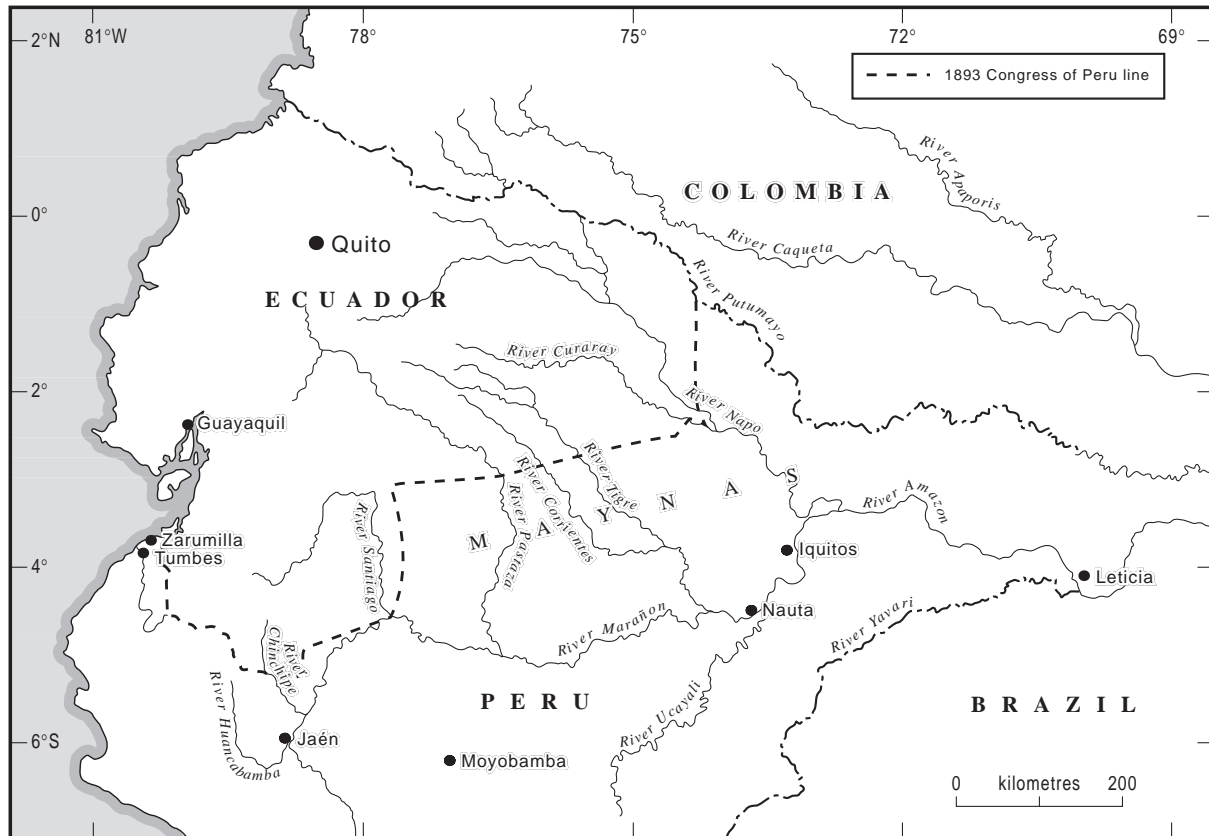 81°W 78° 75° 72° 69°
2°N
1893 Congress of Peru line
River Apaporis
COLOMBIA
0°
River Caqueta
Quito
ECUADOR
River Putumayo
River Curaray
2°
River Napo
Guayaquil
River Tigre
River Corrientes
MAYNAS
River Pastaza
River Santiago
River Amazon
Zarumilla
Tumbes
Iquitos
4°
Leticia
Nauta
River Marañon
River Yavari
River Chinchipe
PERU
River Ucayali
BRAZIL
River Huancabamba
6°S
Jaén
Moyobamba
0 kilometres 200